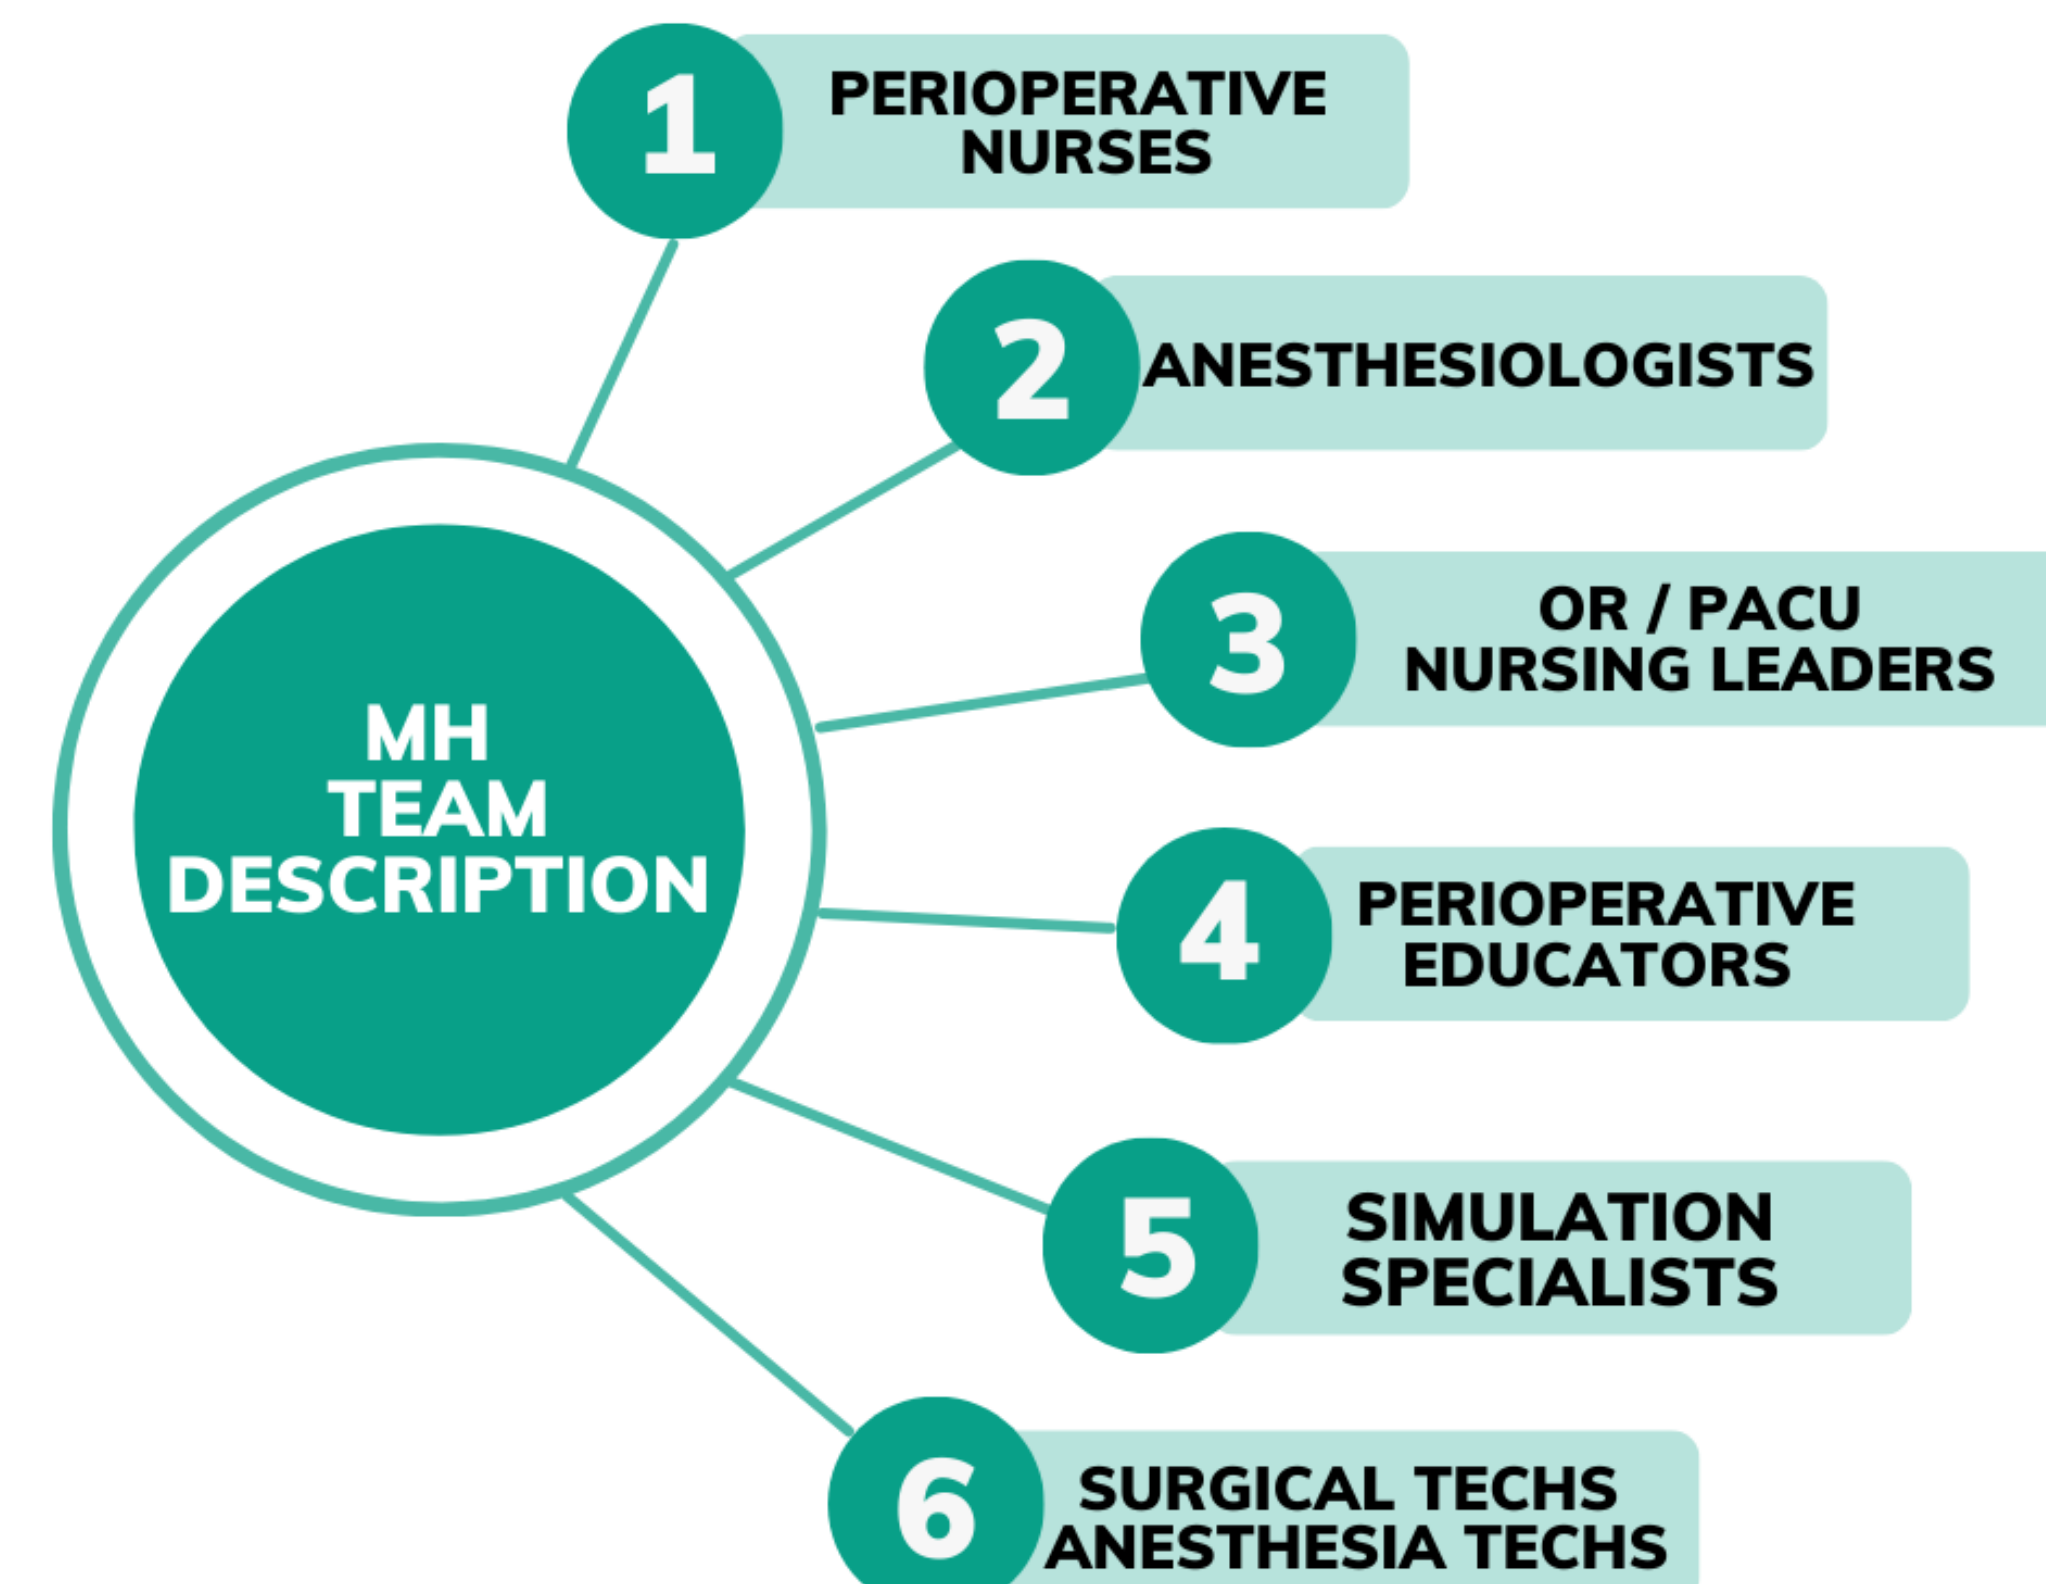 1
PERIOPERATIVE
NURSES
2
ANESTHESIOLOGISTS
3
OR / PACU
NURSING LEADERS
MH
TEAM
DESCRIPTION
4
PERIOPERATIVE
EDUCATORS
5
SIMULATION
SPECIALISTS
6
SURGICAL TECHS
ANESTHESIA TECHS